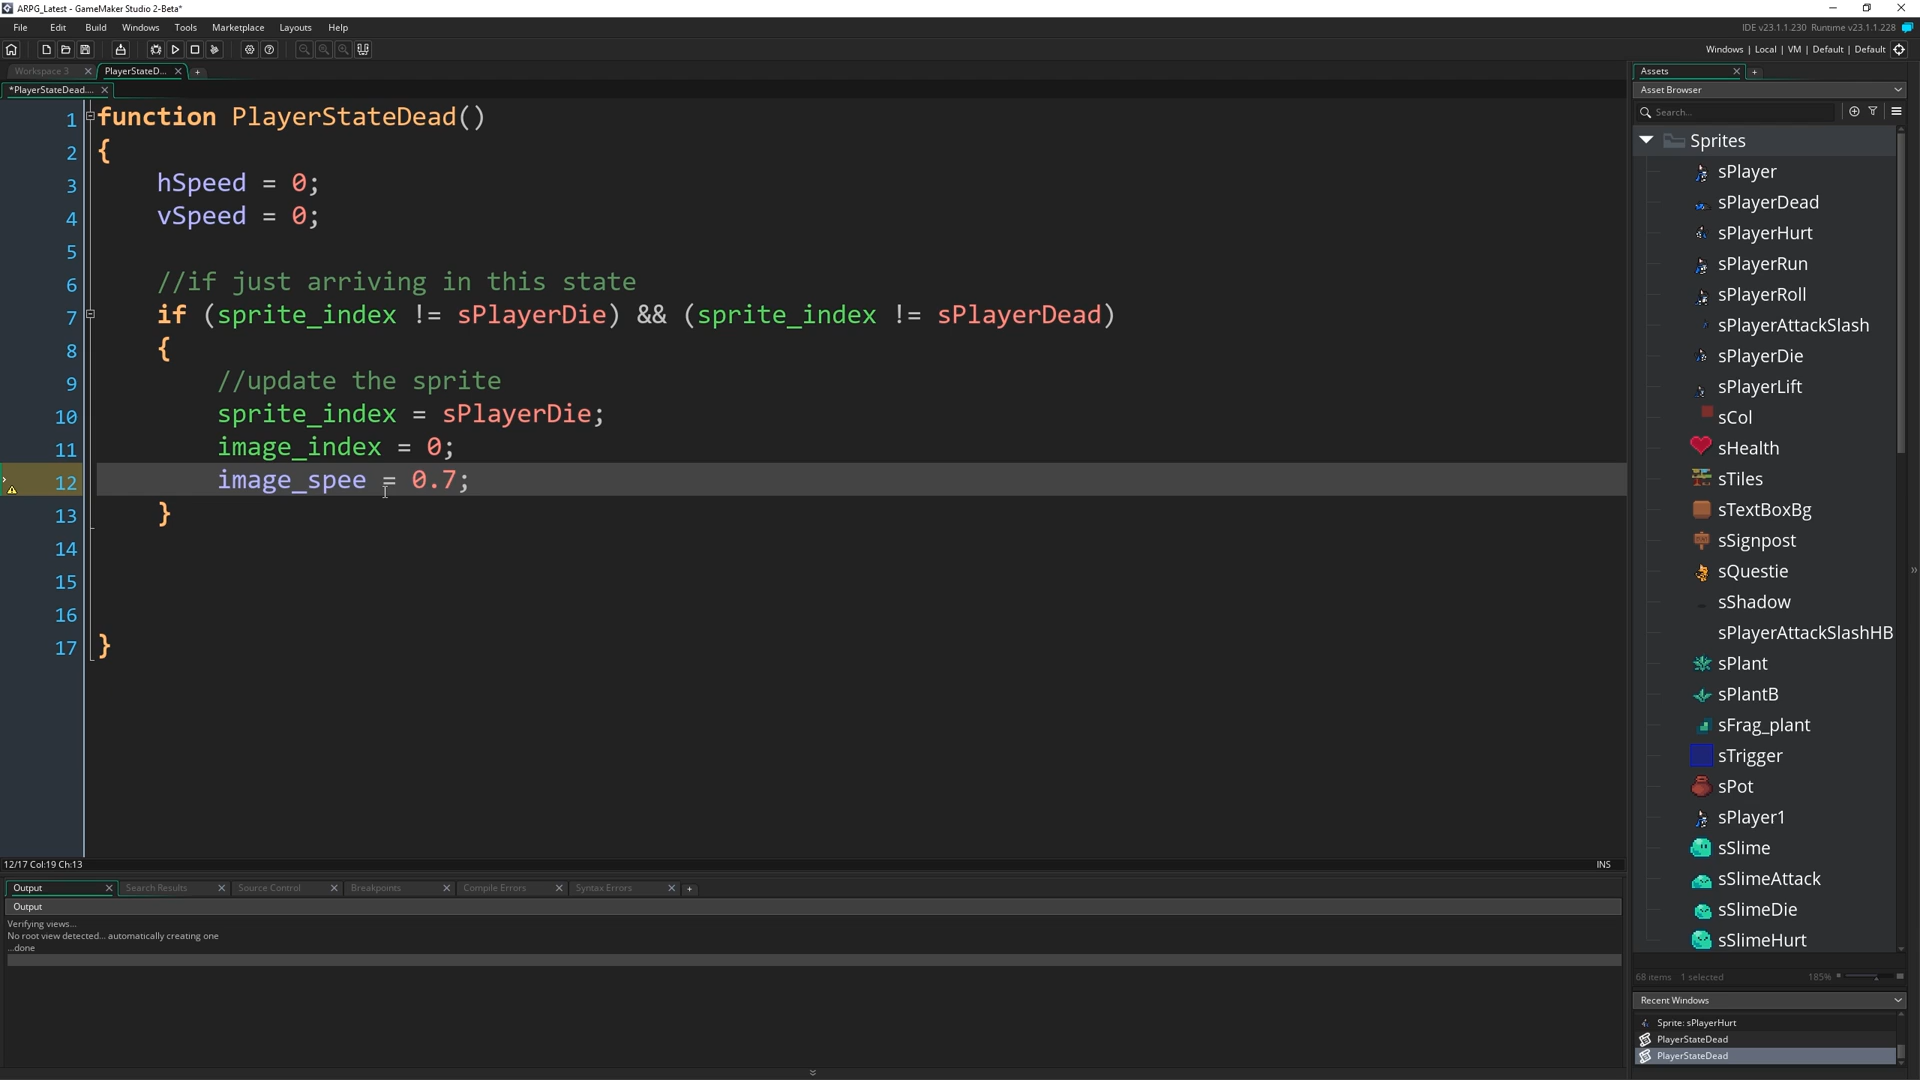 ARPG_Latest - GameMaker Studio 2-Beta*
File Edit Build Windows Tools Marketplace Layouts Help
IDE v23.1.1.230 Runtime v23.1.1.228
Windows | Local | VM | Default | Default
Workspace 3
PlayerStateD...
*PlayerStateDead....
1 function PlayerStateDead()
2 {
3 hSpeed = 0;
4 vSpeed = 0;
5
6 //if just arriving in this state
7 if (sprite_index != sPlayerDie) && (sprite_index != sPlayerDead)
8 {
9 //update the sprite
10 sprite_index = sPlayerDie;
11 image_index = 0;
12 image_spee = 0.7;
13 }
14
15
16
17 }
12/17 Col:19 Ch:13
INS
Output Search Results Source Control Breakpoints Compile Errors Syntax Errors
Output
Verifying views...
No root view detected... automatically creating one
...done
Assets
Asset Browser
Search...
Sprites
sPlayer
sPlayerDead
sPlayerHurt
sPlayerRun
sPlayerRoll
sPlayerAttackSlash
sPlayerDie
sPlayerLift
sCol
sHealth
sTiles
sTextBoxBg
sSignpost
sQuestie
sShadow
sPlayerAttackSlashHB
sPlant
sPlantB
sFrag_plant
sTrigger
sPot
sPlayer1
sSlime
sSlimeAttack
sSlimeDie
sSlimeHurt
68 items 1 selected
185%
Recent Windows
Sprite: sPlayerHurt
PlayerStateDead
PlayerStateDead